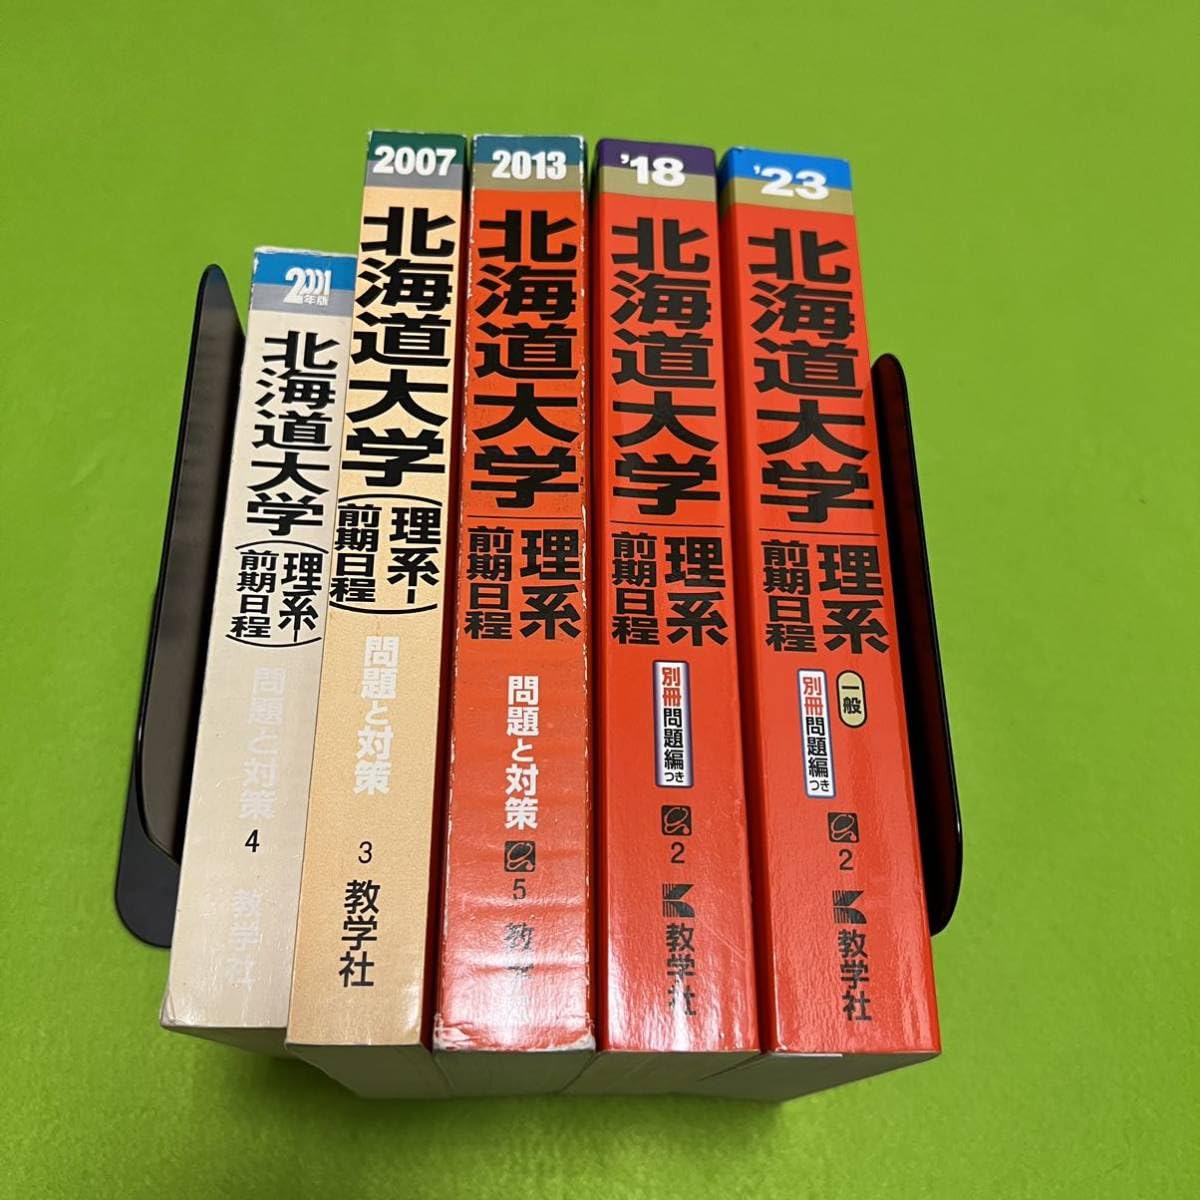 2001
年版
北海道大学
(理系―
前期日程)
問題と対策
4
教学社
2007
北海道大学
(理系―
前期日程)
問題と対策
3
教学社
2013
北海道大学
理系
前期日程
問題と対策
5
教学社
'18
北海道大学
理系
前期日程
別冊問題編つき
2
教学社
'23
北海道大学
理系
前期日程
一般
別冊問題編つき
2
教学社